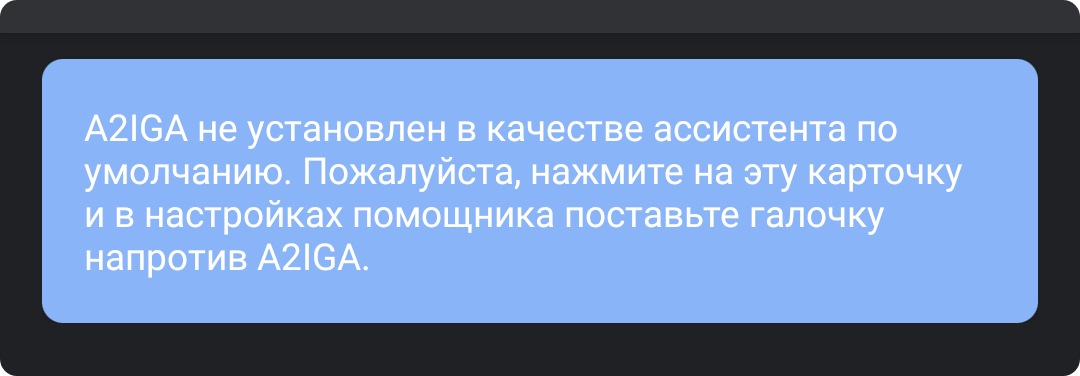 A2IGA не установлен в качестве ассистента по
умолчанию. Пожалуйста, нажмите на эту карточку
и в настройках помощника поставьте галочку
напротив A2IGA.